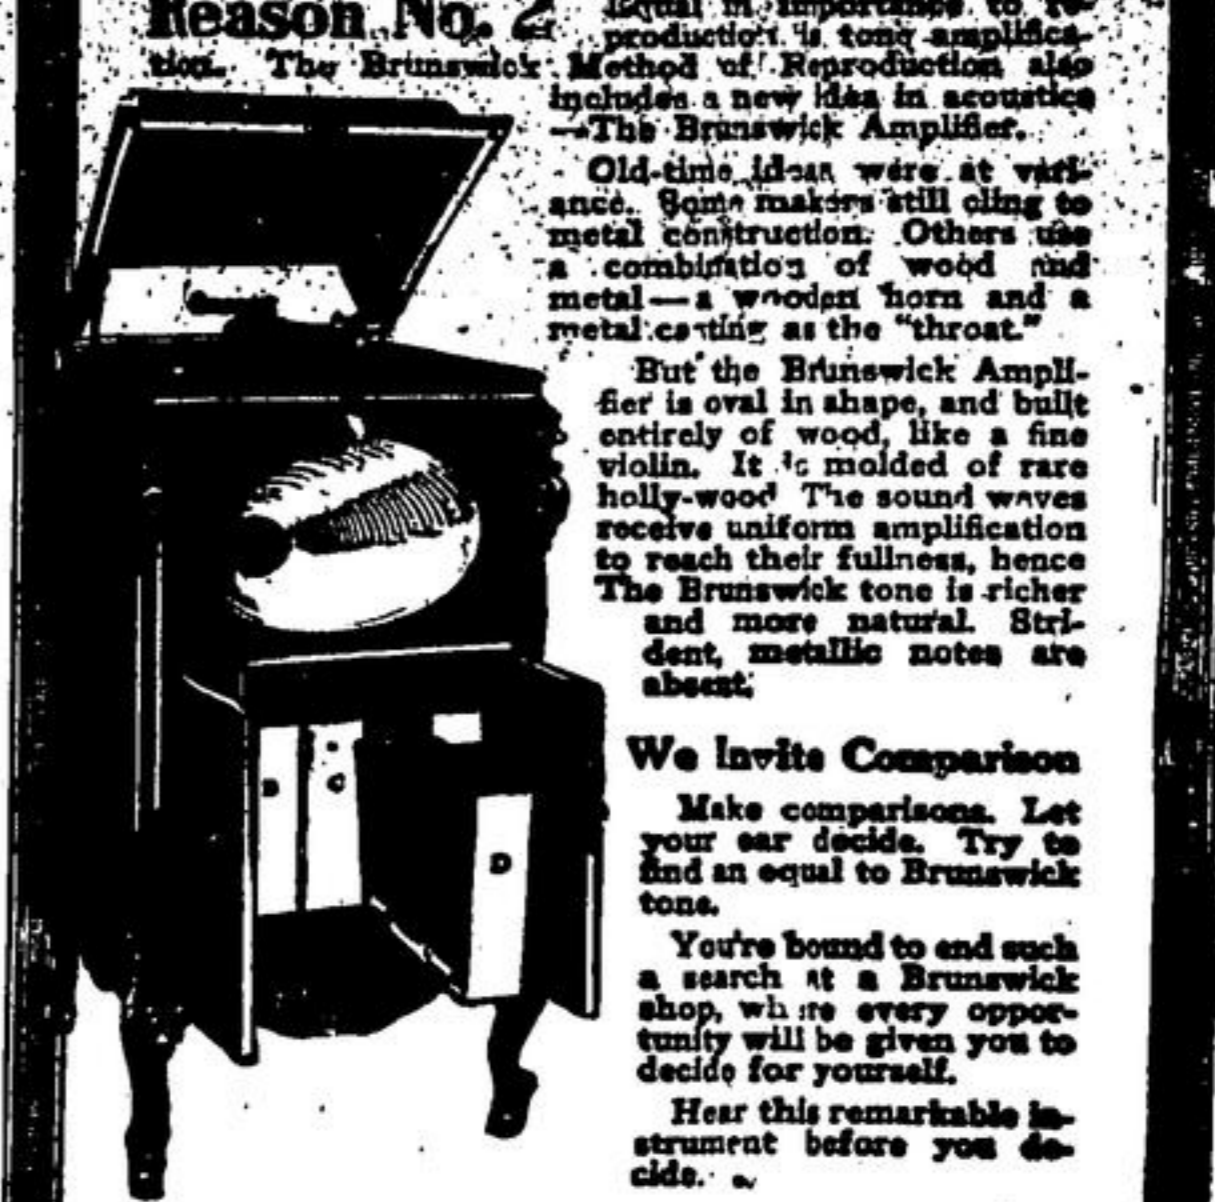 Reason No. 2
Equal in importance to re-
production is tone amplifica-
tion. The Brunswick Method of Reproduction also
includes a new idea in acoustics
—The Brunswick Amplifier.
Old-time ideas were at vari-
ance. Some makers still cling to
metal construction. Others use
a combination of wood and
metal—a wooden horn and a
metal casting as the "throat."
But the Brunswick Ampli-
fier is oval in shape, and built
entirely of wood, like a fine
violin. It is molded of rare
holly-wood The sound waves
receive uniform amplification
to reach their fullness, hence
The Brunswick tone is richer
and more natural. Stri-
dent, metallic notes are
absent.
B
C
D
We Invite Comparison
Make comparisons. Let
your ear decide. Try to
find an equal to Brunswick
tone.
You're bound to end such
a search at a Brunswick
shop, where every oppor-
tunity will be given you to
decide for yourself.
Hear this remarkable in-
strument before you de-
cide.